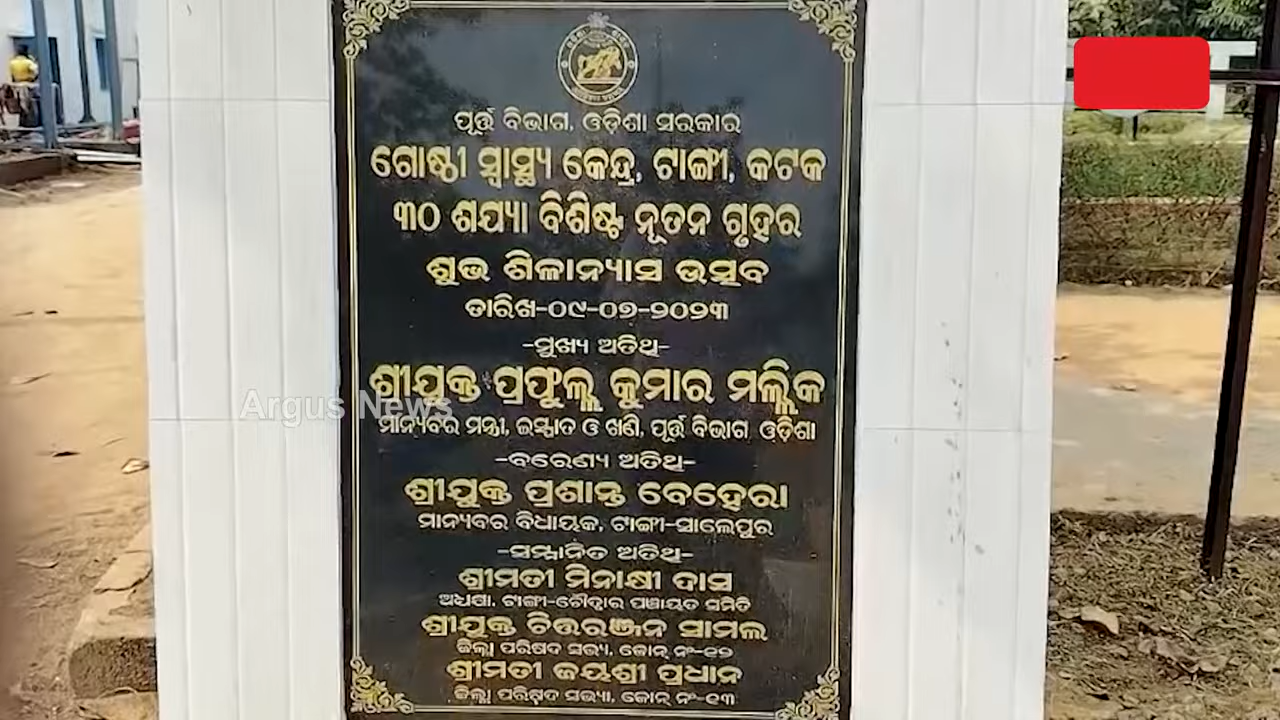 ପୂର୍ତ୍ତ ବିଭାଗ, ଓଡ଼ିଶା ସରକାର
ଗୋଷ୍ଠୀ ସ୍ୱାସ୍ଥ୍ୟ କେନ୍ଦ୍ର, ଟାଙ୍ଗୀ, କଟକ
୩୦ ଶଯ୍ୟା ବିଶିଷ୍ଟ ନୂତନ ଗୃହର
ଶୁଭ ଶିଳାନ୍ୟାସ ଉତ୍ସବ
ତାରିଖ-୦୯-୦୭-୨୦୨୩
-ମୁଖ୍ୟ ଅତିଥି-
ଶ୍ରୀଯୁକ୍ତ ପ୍ରଫୁଲ୍ଲ କୁମାର ମଲ୍ଲିକ
Argus News
ମାନ୍ୟବର ମନ୍ତ୍ରୀ, ଇସ୍ପାତ ଓ ଖଣି, ପୂର୍ତ୍ତ ବିଭାଗ ଓଡ଼ିଶା
-ବରେଣ୍ୟ ଅତିଥି-
ଶ୍ରୀଯୁକ୍ତ ପ୍ରଶାନ୍ତ ବେହେରା
ମାନ୍ୟବର ବିଧାୟକ, ଟାଙ୍ଗୀ-ସାଲେପୁର
-ସମ୍ମାନିତ ଅତିଥି-
ଶ୍ରୀମତୀ ମିନାକ୍ଷୀ ଦାସ
ଅଧ୍ୟକ୍ଷା, ଟାଙ୍ଗୀ-ଚୌଦ୍ୱାର ପଞ୍ଚାୟତ ସମିତି
ଶ୍ରୀଯୁକ୍ତ ଚିତ୍ତରଞ୍ଜନ ସାମଲ
ଜିଲ୍ଲା ପରିଷଦ ସଭ୍ୟ, ଜୋନ୍ ନଂ-୧୭
ଶ୍ରୀମତୀ ଜୟଶ୍ରୀ ପ୍ରଧାନ
ଜିଲ୍ଲା ପରିଷଦ ସଭ୍ୟା, ଜୋନ୍ ନଂ-୧୩